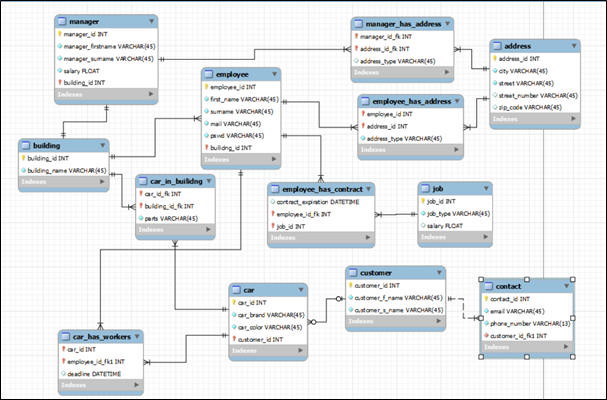 manager
manager_id INT
manager_firstname VARCHAR(45)
manager_surname VARCHAR(45)
salary FLOAT
building_id INT
Indexes
manager_has_address
manager_id_fk INT
address_id_fk INT
address_type VARCHAR(45)
Indexes
address
address_id INT
city VARCHAR(45)
street VARCHAR(45)
street_number VARCHAR(45)
zip_code VARCHAR(45)
Indexes
employee
employee_id INT
first_name VARCHAR(45)
surname VARCHAR(45)
mail VARCHAR(45)
pswd VARCHAR(45)
building_id INT
Indexes
employee_has_address
employee_id INT
address_id INT
address_type VARCHAR(45)
Indexes
building
building_id INT
building_name VARCHAR(45)
Indexes
car_in_buildng
car_id_fk INT
building_id_fk INT
parts VARCHAR(45)
Indexes
employee_has_contract
contract_expiration DATETIME
employee_id_fk INT
job_id INT
Indexes
job
job_id INT
job_type VARCHAR(45)
salary FLOAT
Indexes
car
car_id INT
car_brand VARCHAR(45)
car_color VARCHAR(45)
customer_id INT
Indexes
customer
customer_id INT
customer_f_name VARCHAR(45)
customer_s_name VARCHAR(45)
Indexes
contact
contact_id INT
email VARCHAR(45)
phone_number VARCHAR(13)
customer_id_fk1 INT
Indexes
car_has_workers
car_id INT
employee_id_fk1 INT
deadline DATETIME
Indexes